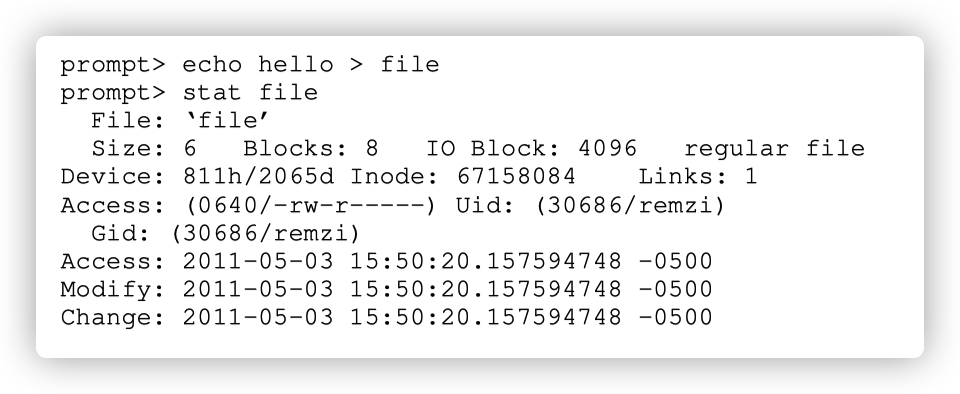 prompt> echo hello > file
prompt> stat file
  File: ‘file’
  Size: 6   Blocks: 8   IO Block: 4096   regular file
Device: 811h/2065d Inode: 67158084    Links: 1
Access: (0640/-rw-r-----) Uid: (30686/remzi)
  Gid: (30686/remzi)
Access: 2011-05-03 15:50:20.157594748 -0500
Modify: 2011-05-03 15:50:20.157594748 -0500
Change: 2011-05-03 15:50:20.157594748 -0500